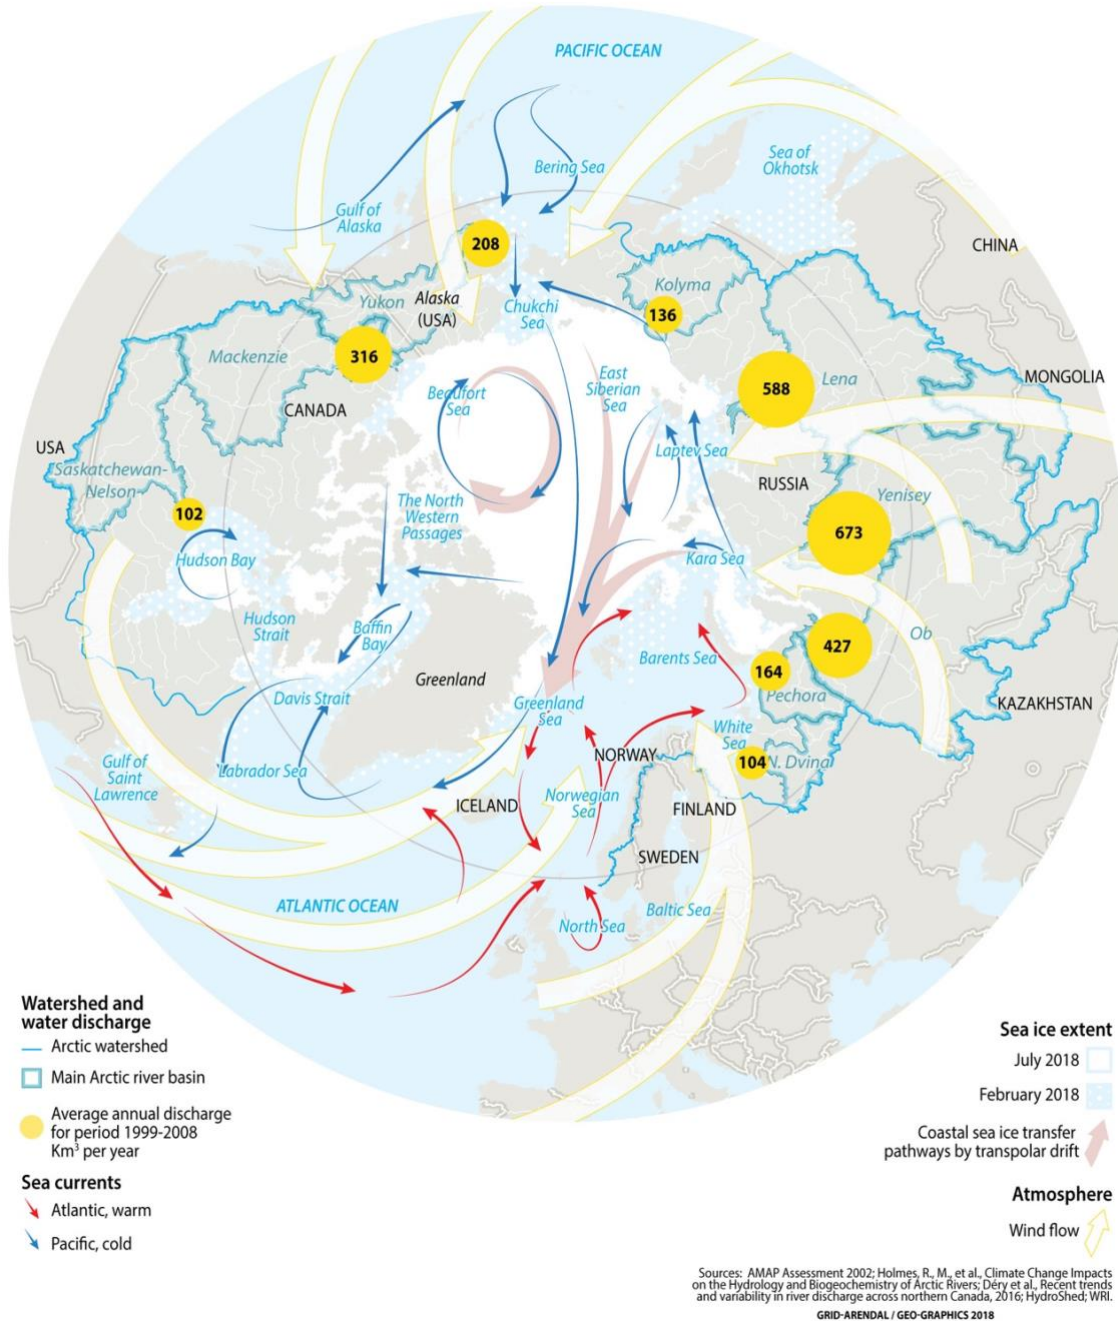 PACIFIC OCEAN
Sea of
Okhotsk
Bering Sea
Gulf of
Alaska
CHINA
208
Kolyma
Yukon
Alaska
(USA)
Chukchi
Sea
136
316
Mackenzie
East
Siberian
Sea
588
Lena
MONGOLIA
Beaufort
Sea
CANADA
USA
Laptev Sea
Saskatchewan-
Nelson
RUSSIA
Yenisey
The North
Western
Passages
102
673
Hudson Bay
Kara Sea
Hudson
Strait
Baffin
Bay
Ob
427
Barents Sea
164
Greenland
Pechora
Davis Strait
Greenland
Sea
KAZAKHSTAN
White
Sea
NORWAY
104
N. Dvina
Gulf of
Saint
Lawrence
Labrador Sea
ICELAND
Norwegian
Sea
FINLAND
SWEDEN
ATLANTIC OCEAN
Baltic Sea
North Sea
Watershed and
water discharge
Arctic watershed
Main Arctic river basin
Average annual discharge
for period 1999-2008
Km³ per year
Sea currents
Atlantic, warm
Pacific, cold
Sea ice extent
July 2018
February 2018
Coastal sea ice transfer
pathways by transpolar drift
Atmosphere
Wind flow
Sources: AMAP Assessment 2002; Holmes, R., M., et al., Climate Change Impacts
on the Hydrology and Biogeochemistry of Arctic Rivers; Déry et al., Recent trends
and variability in river discharge across northern Canada, 2016; HydroShed; WRI.
GRID-ARENDAL / GEO-GRAPHICS 2018